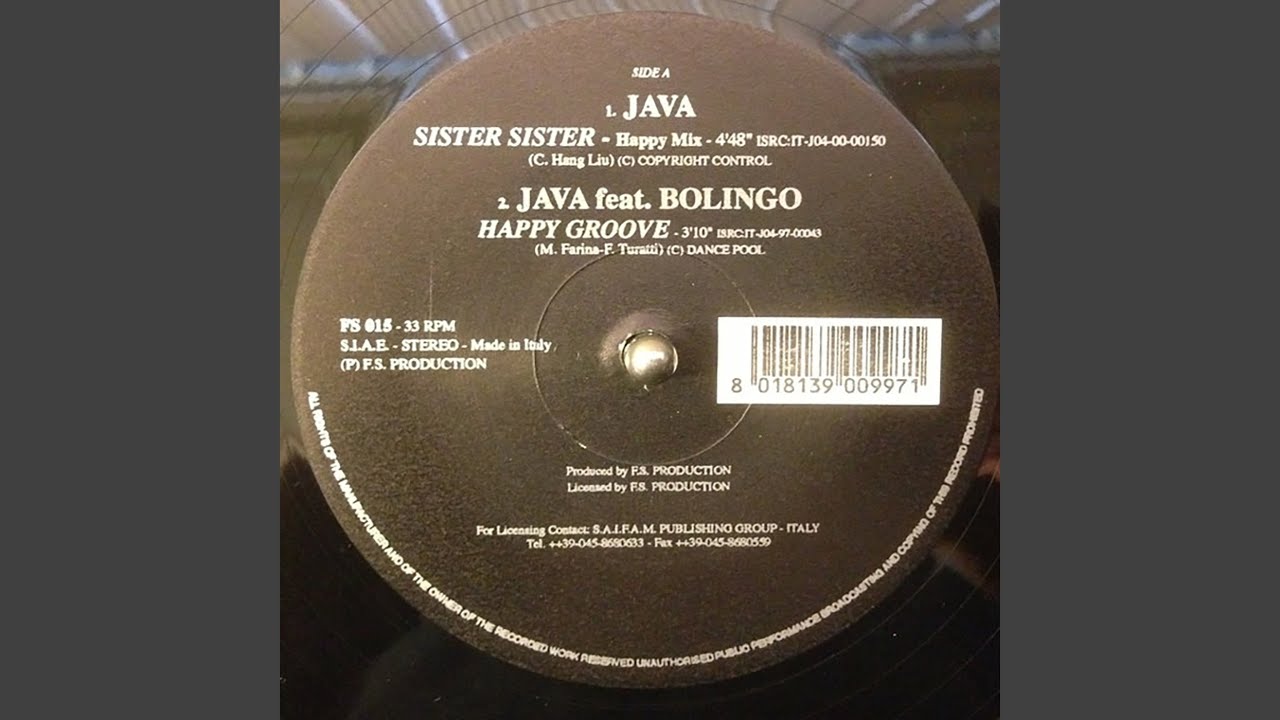 SIDE A
1. JAVA
SISTER SISTER - Happy Mix - 4'48" ISRC:IT-J04-00-00150
(C. Hang Liu) (C) COPYRIGHT CONTROL
2. JAVA feat. BOLINGO
HAPPY GROOVE - 3'10" ISRC:IT-J04-97-00043
(M. Farina-F. Turatti) (C) DANCE POOL
FS 015 - 33 RPM
S.I.A.E. - STEREO - Made in Italy
(P) F.S. PRODUCTION
8 018139 009971
Produced by F.S. PRODUCTION
Licensed by F.S. PRODUCTION
For Licensing Contact: S.A.I.F.A.M. PUBLISHING GROUP - ITALY
Tel. ++39-045-8680633 - Fax ++39-045-8680559
ALL RIGHTS OF THE MANUFACTURER AND OF THE OWNER OF THE RECORDED WORK RESERVED UNAUTHORISED PUBLIC PERFORMANCE BROADCASTING AND COPYING OF THIS RECORD PROHIBITED